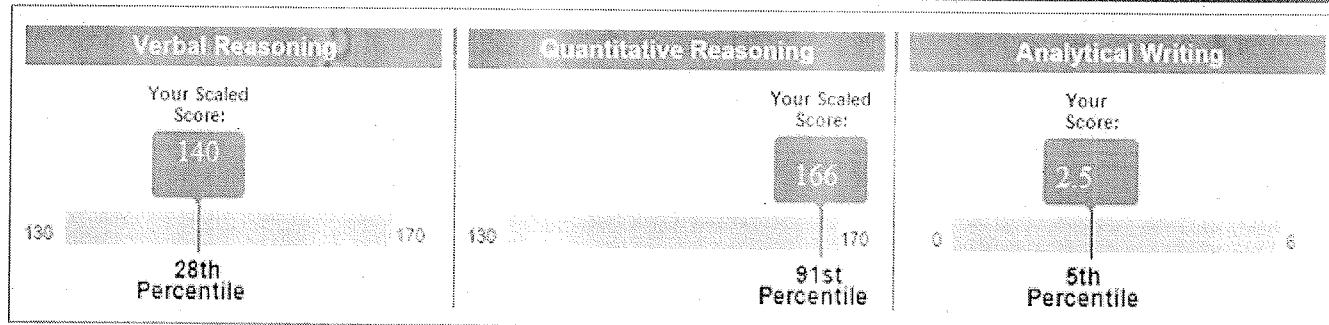 Verbal Reasoning
Your Scaled
Score:
140
130
170
28th
Percentile
Quantitative Reasoning
Your Scaled
Score:
166
130
170
91st
Percentile
Analytical Writing
Your
Score:
2.5
0
6
5th
Percentile